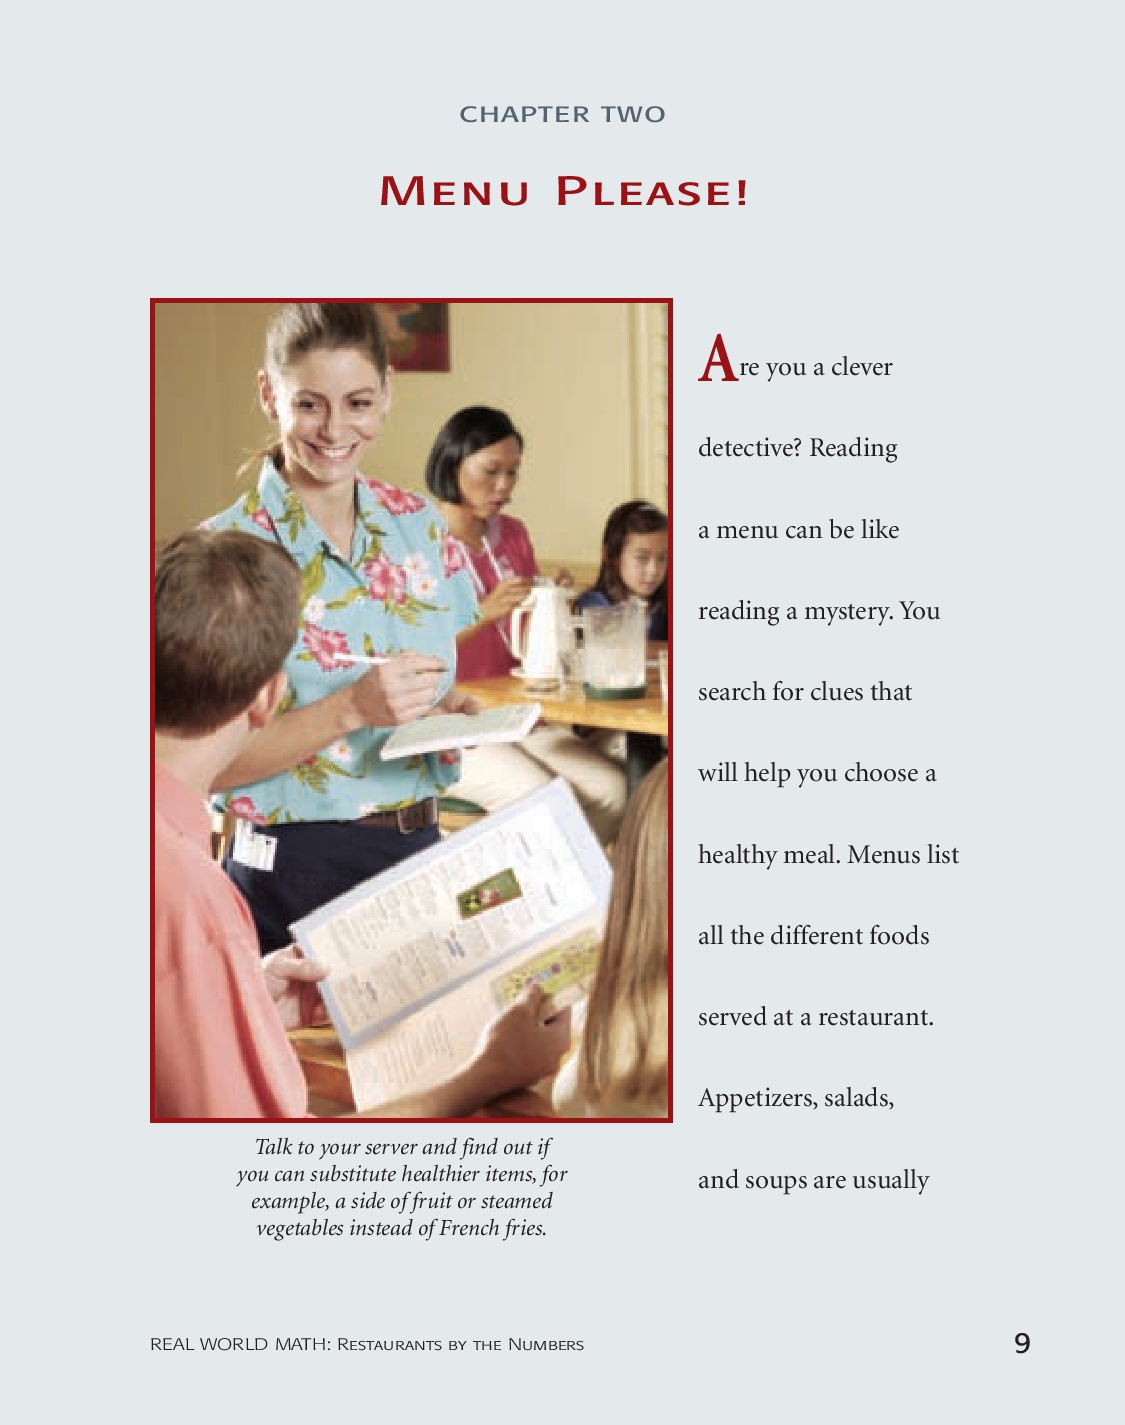 CHAPTER TWO
MENU PLEASE!
Are you a clever
detective? Reading
a menu can be like
reading a mystery. You
search for clues that
will help you choose a
healthy meal. Menus list
all the different foods
served at a restaurant.
Appetizers, salads,
and soups are usually
Talk to your server and find out if
you can substitute healthier items, for
example, a side of fruit or steamed
vegetables instead of French fries.
REAL WORLD MATH: RESTAURANTS BY THE NUMBERS
9